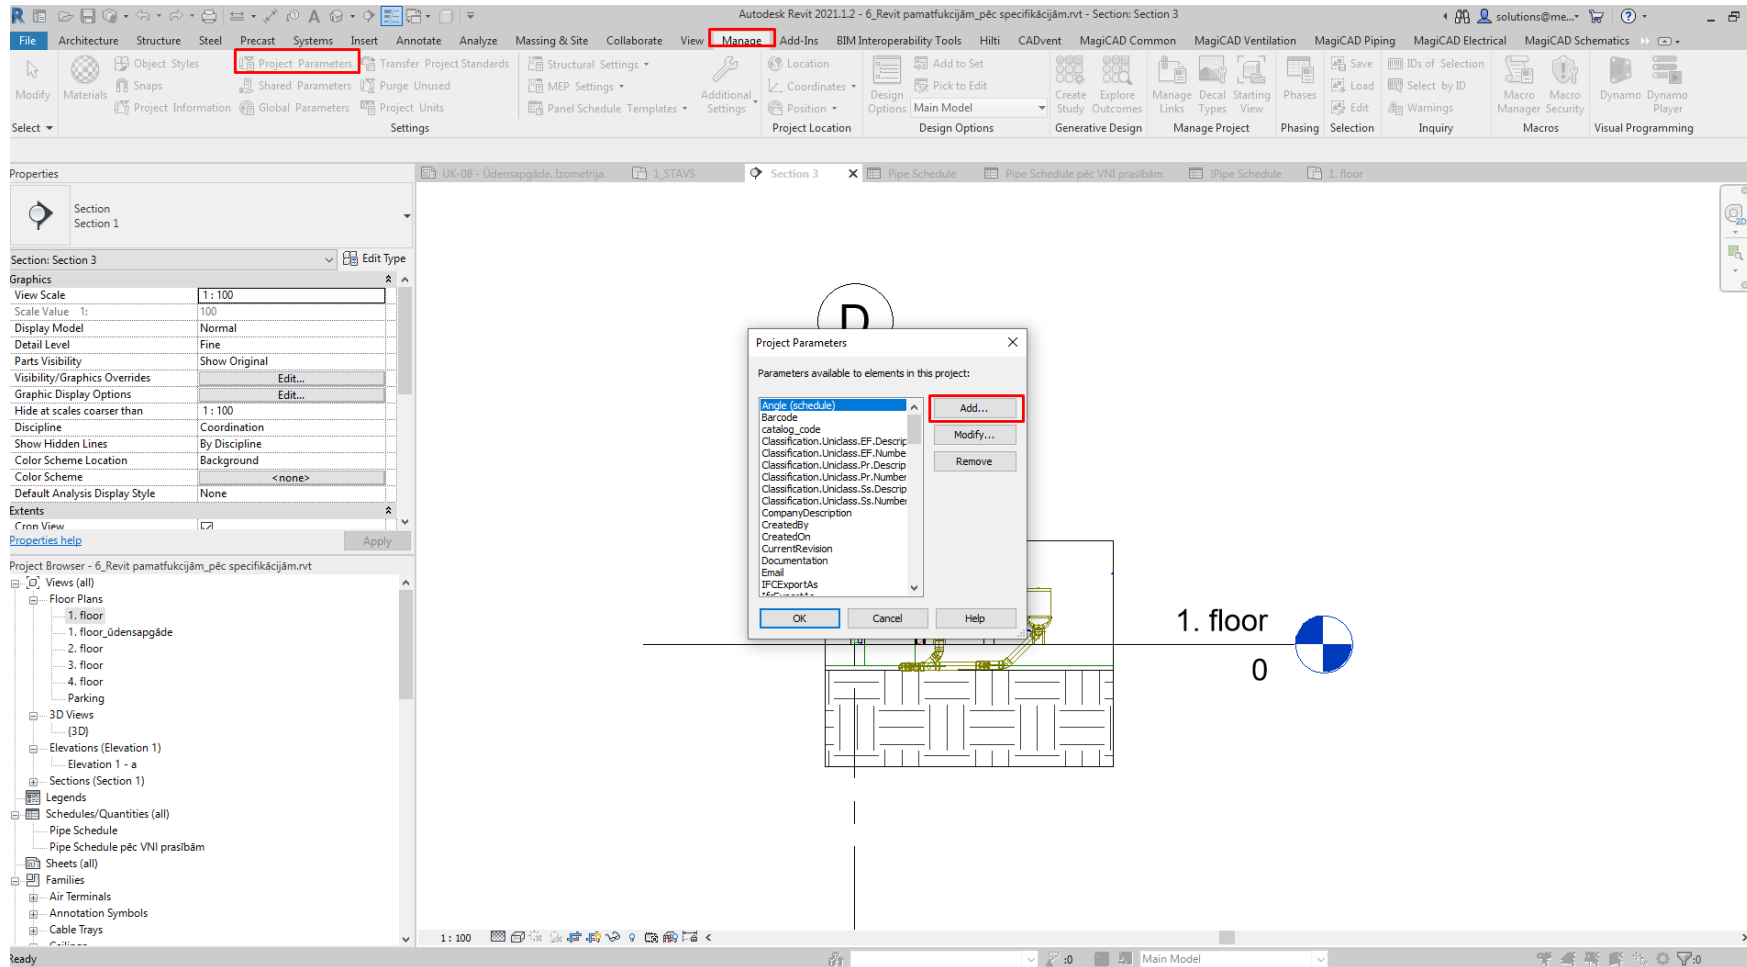 Autodesk Revit 2021.1.2 - 6_Revit pamatfukcijām_pēc specifikācijām.rvt - Section: Section 3
solutions@me...
File Architecture Structure Steel Precast Systems Insert Annotate Analyze Massing & Site Collaborate View Manage Add-Ins BIM Interoperability Tools Hilti CADvent MagiCAD Common MagiCAD Ventilation MagiCAD Piping MagiCAD Electrical MagiCAD Schematics
Modify
Materials
Object Styles
Snaps
Project Information
Project Parameters
Shared Parameters
Global Parameters
Transfer Project Standards
Purge Unused
Project Units
Structural Settings
MEP Settings
Panel Schedule Templates
Additional Settings
Location
Coordinates
Position
Design Options
Add to Set
Pick to Edit
Main Model
Create Study
Explore Outcomes
Manage Links
Decal Types
Starting View
Phases
Save
Load
Edit
IDs of Selection
Select by ID
Warnings
Macro Manager
Macro Security
Dynamo
Dynamo Player
Select
Settings
Project Location
Design Options
Generative Design
Manage Project
Phasing
Selection
Inquiry
Macros
Visual Programming
Properties
UK-08 - Ūdensapgāde. Izometrija.
1_STAVS
Section 3
Pipe Schedule
Pipe Schedule pēc VNI prasībām
!Pipe Schedule
1. floor
Section
Section 1
Section: Section 3
Edit Type
Graphics
View Scale 1 : 100
Scale Value 1: 100
Display Model Normal
Detail Level Fine
Parts Visibility Show Original
Visibility/Graphics Overrides Edit...
Graphic Display Options Edit...
Hide at scales coarser than 1 : 100
Discipline Coordination
Show Hidden Lines By Discipline
Color Scheme Location Background
Color Scheme <none>
Default Analysis Display Style None
Extents
Crop View
Properties help
Apply
Project Browser - 6_Revit pamatfukcijām_pēc specifikācijām.rvt
Views (all)
Floor Plans
1. floor
1. floor_ūdensapgāde
2. floor
3. floor
4. floor
Parking
3D Views
{3D}
Elevations (Elevation 1)
Elevation 1 - a
Sections (Section 1)
Legends
Schedules/Quantities (all)
Pipe Schedule
Pipe Schedule pēc VNI prasībām
Sheets (all)
Families
Air Terminals
Annotation Symbols
Cable Trays
Ceilings
D
Project Parameters
Parameters available to elements in this project:
Angle (schedule)
Barcode
catalog_code
Classification.Uniclass.EF.Descrip
Classification.Uniclass.EF.Number
Classification.Uniclass.Pr.Descrip
Classification.Uniclass.Pr.Number
Classification.Uniclass.Ss.Descrip
Classification.Uniclass.Ss.Number
CompanyDescription
CreatedBy
CreatedOn
CurrentRevision
Documentation
Email
IFCExportAs
IfcExportAs
Add...
Modify...
Remove
OK
Cancel
Help
1. floor
0
2D
1 : 100
Ready
:0
Main Model
:0